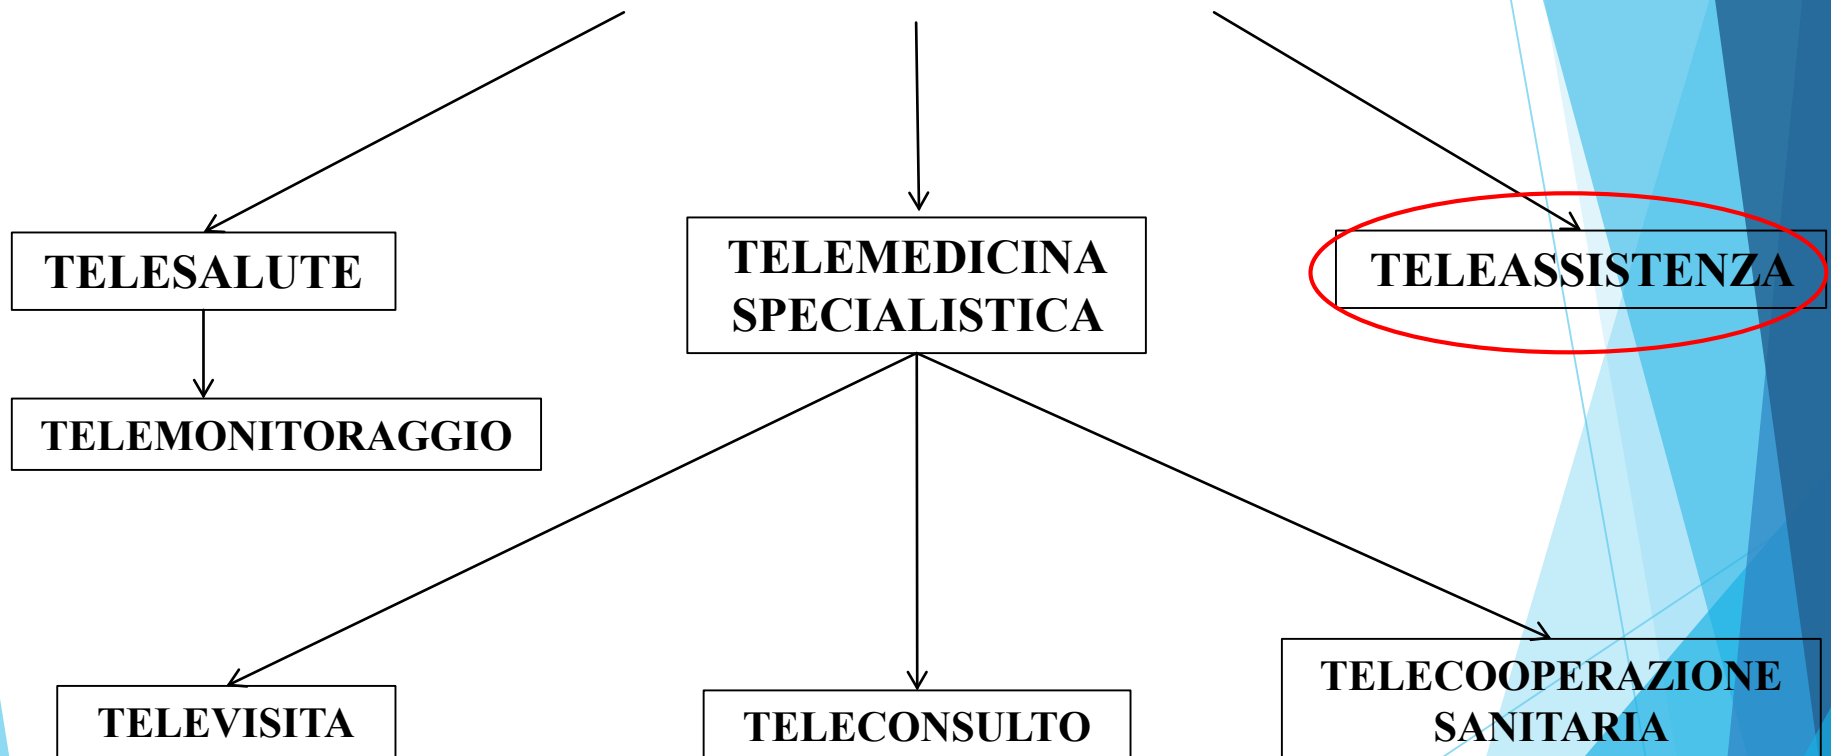 TELESALUTE
TELEMEDICINA
SPECIALISTICA
TELEASSISTENZA
TELEMONITORAGGIO
TELEVISITA
TELECONSULTO
TELECOOPERAZIONE
SANITARIA